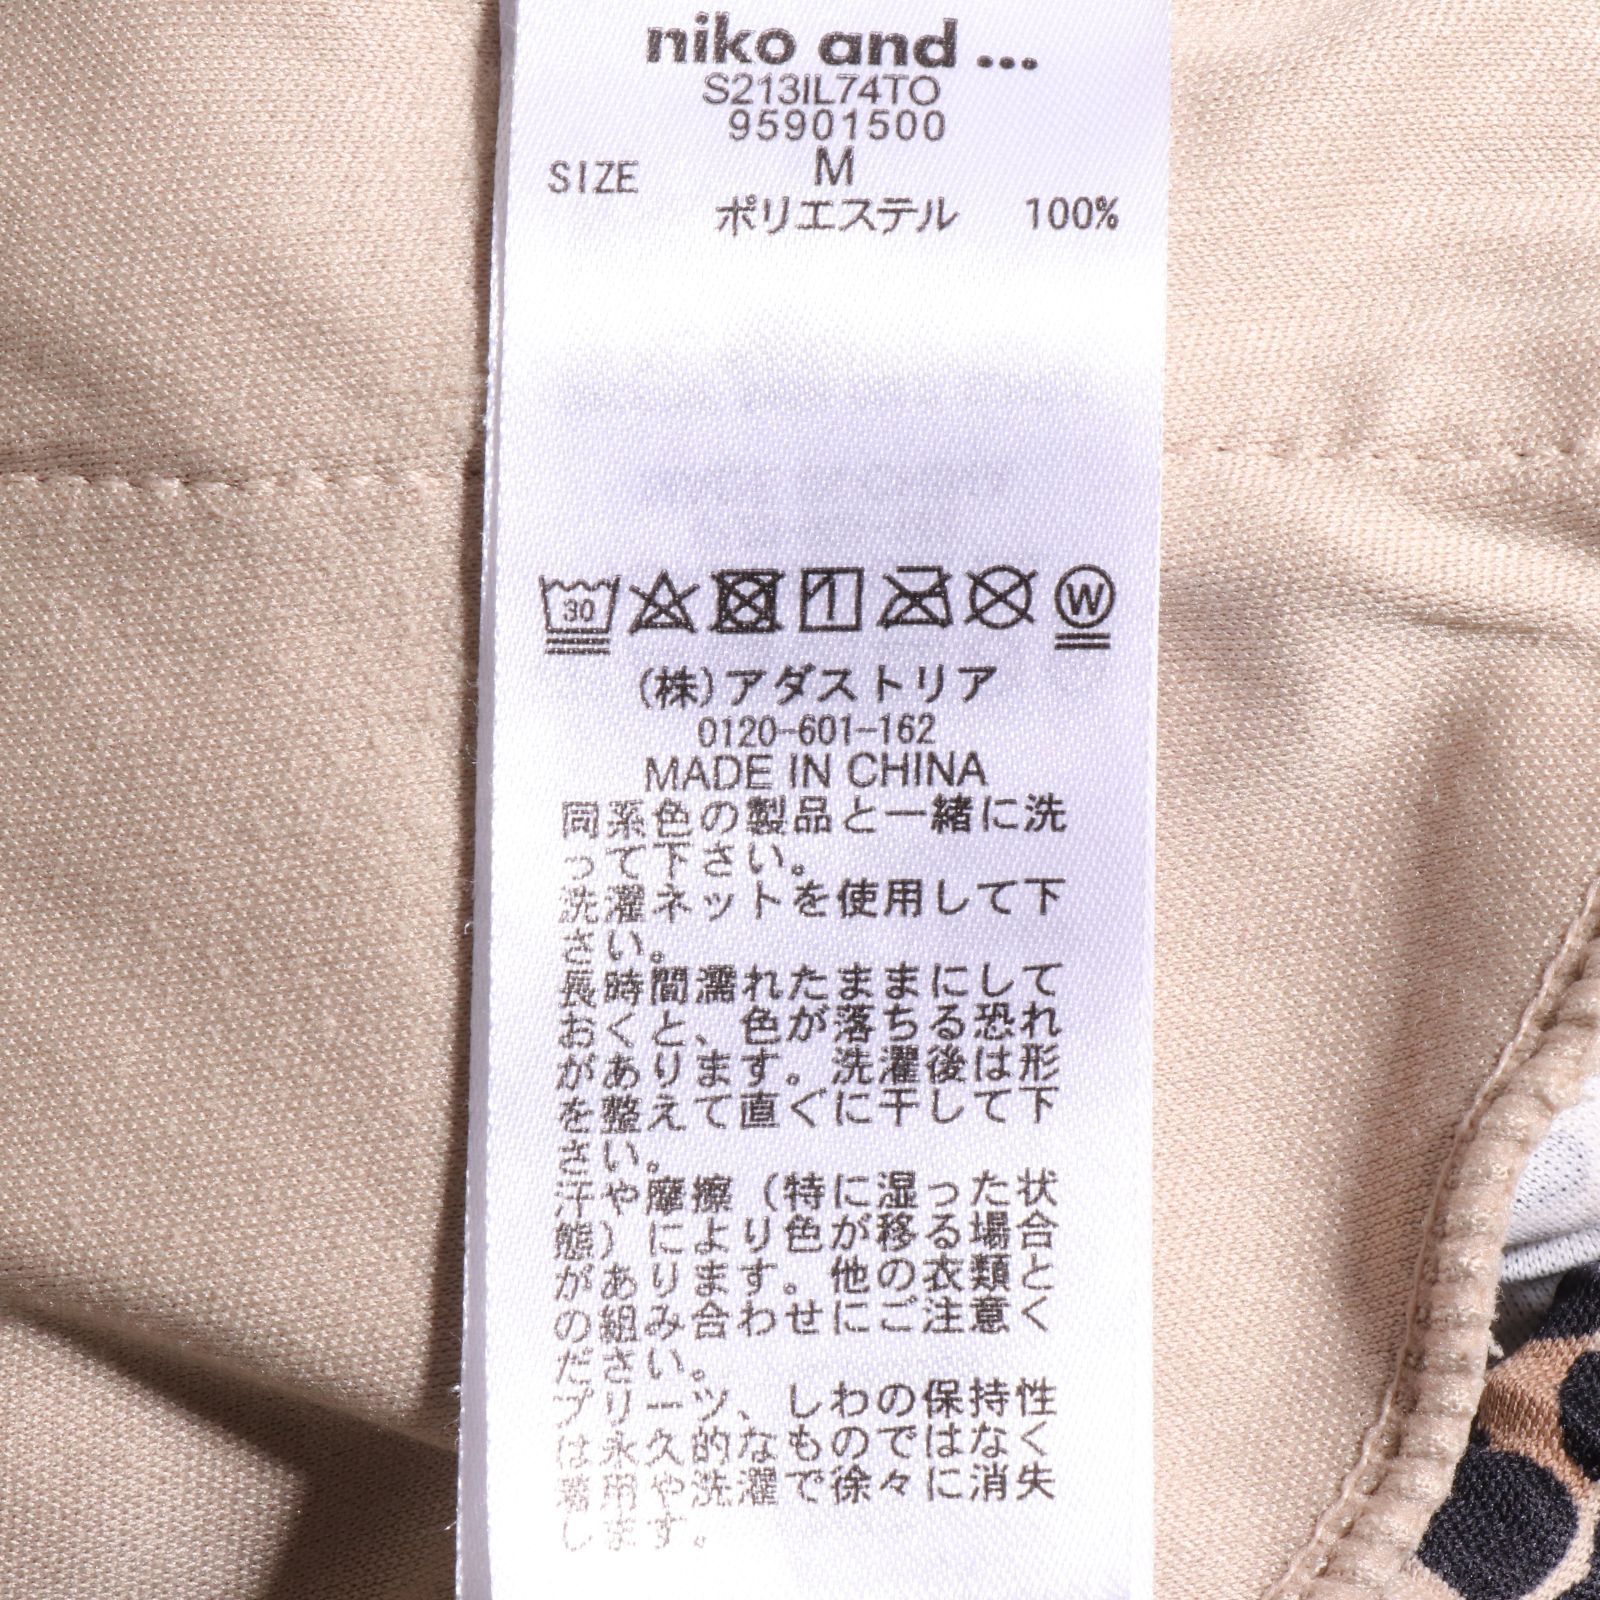 niko and ...
S213IL74TO
95901500
SIZE M
ポリエステル 100%
30
W
(株)アダストリア
0120-601-162
MADE IN CHINA
同系色の製品と一緒に洗
って下さい。
洗濯ネットを使用して下
さい。
長時間濡れたままにして
おくと、色が落ちる恐れ
があります。洗濯後は形
を整えて直ぐに干して下
さい。
汗や摩擦(特に湿った状
態)により色が移る場合
があります。他の衣類と
の組み合わせにご注意く
ださい。
プリーツ、しわの保持性
は永久的なものではなく
着用や洗濯で徐々に消失
します。